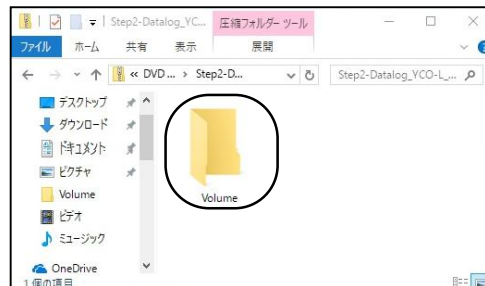 Step2-Datalog_YC... 圧縮フォルダー ツール
ファイル ホーム 共有 表示 展開
« DVD ... › Step2-D... Step2-Datalog_YCO-L_...
デスクトップ
ダウンロード
ドキュメント
ピクチャ
Volume
ビデオ
ミュージック
OneDrive
Volume
1 個の項目